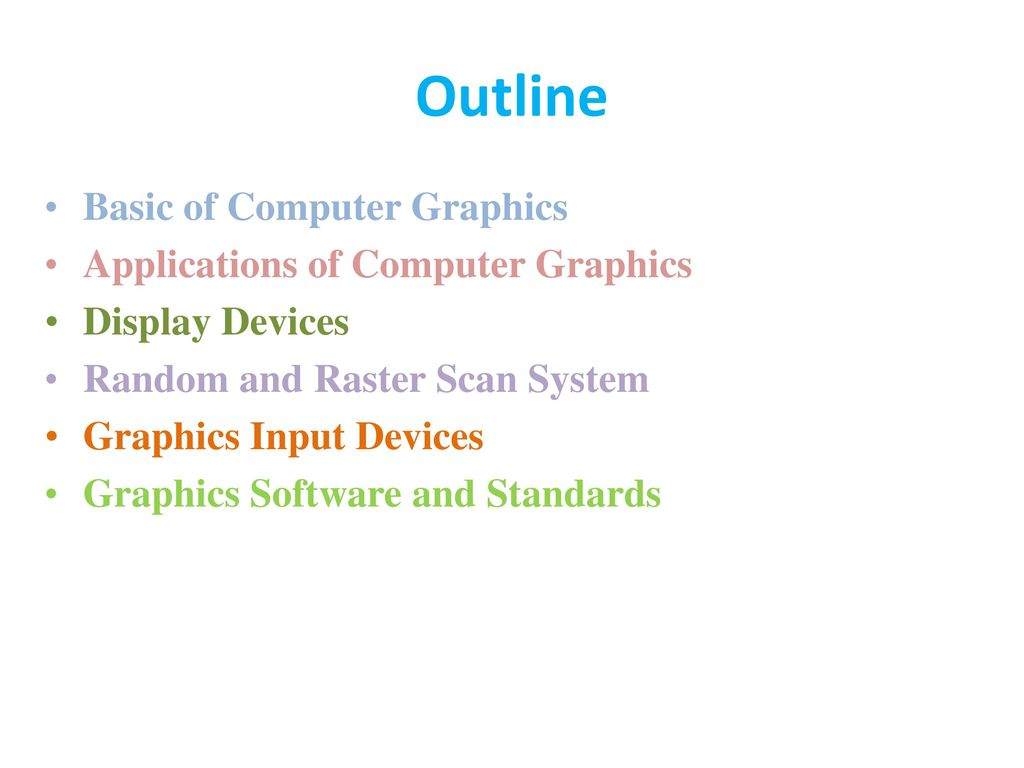 Outline
• Basic of Computer Graphics
• Applications of Computer Graphics
• Display Devices
• Random and Raster Scan System
• Graphics Input Devices
• Graphics Software and Standards